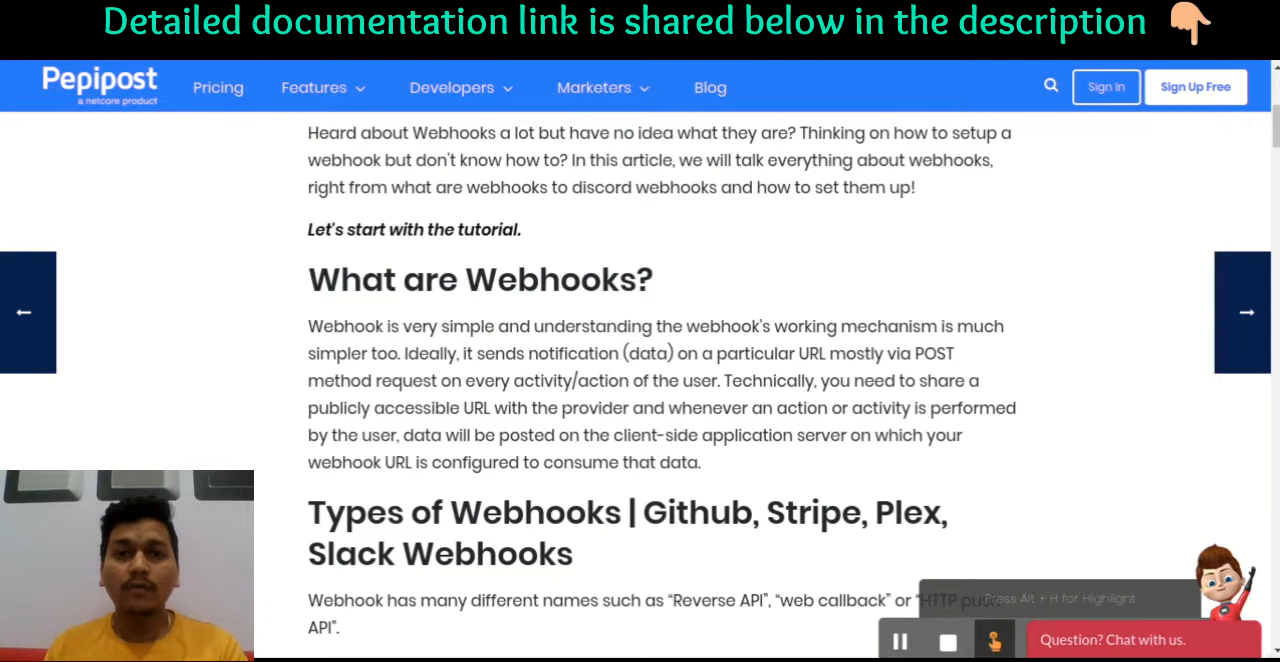 Detailed documentation link is shared below in the description
Pepipost
a netcore product
Pricing
Features
Developers
Marketers
Blog
Sign In
Sign Up Free
Heard about Webhooks a lot but have no idea what they are? Thinking on how to setup a
webhook but don't know how to? In this article, we will talk everything about webhooks,
right from what are webhooks to discord webhooks and how to set them up!
Let's start with the tutorial.
What are Webhooks?
Webhook is very simple and understanding the webhook's working mechanism is much
simpler too. Ideally, it sends notification (data) on a particular URL mostly via POST
method request on every activity/action of the user. Technically, you need to share a
publicly accessible URL with the provider and whenever an action or activity is performed
by the user, data will be posted on the client-side application server on which your
webhook URL is configured to consume that data.
Types of Webhooks | Github, Stripe, Plex,
Slack Webhooks
Webhook has many different names such as “Reverse API”, “web callback” or “HTTP push
API”.
Press Alt + H for Highlight
Question? Chat with us.